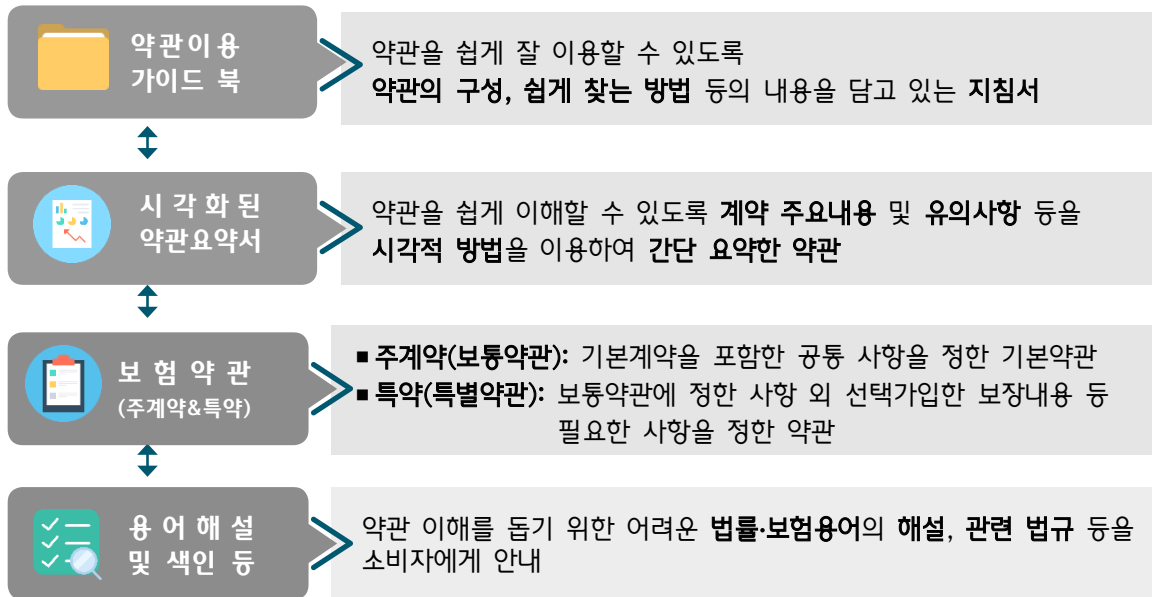 약관이용
가이드 북
약관을 쉽게 잘 이용할 수 있도록
약관의 구성, 쉽게 찾는 방법 등의 내용을 담고 있는 지침서
시각화된
약관요약서
약관을 쉽게 이해할 수 있도록 계약 주요내용 및 유의사항 등을
시각적 방법을 이용하여 간단 요약한 약관
보험약관
(주계약&특약)
▪주계약(보통약관): 기본계약을 포함한 공통 사항을 정한 기본약관
▪특약(특별약관): 보통약관에 정한 사항 외 선택가입한 보장내용 등
필요한 사항을 정한 약관
용어해설
및 색인 등
약관 이해를 돕기 위한 어려운 법률·보험용어의 해설, 관련 법규 등을
소비자에게 안내